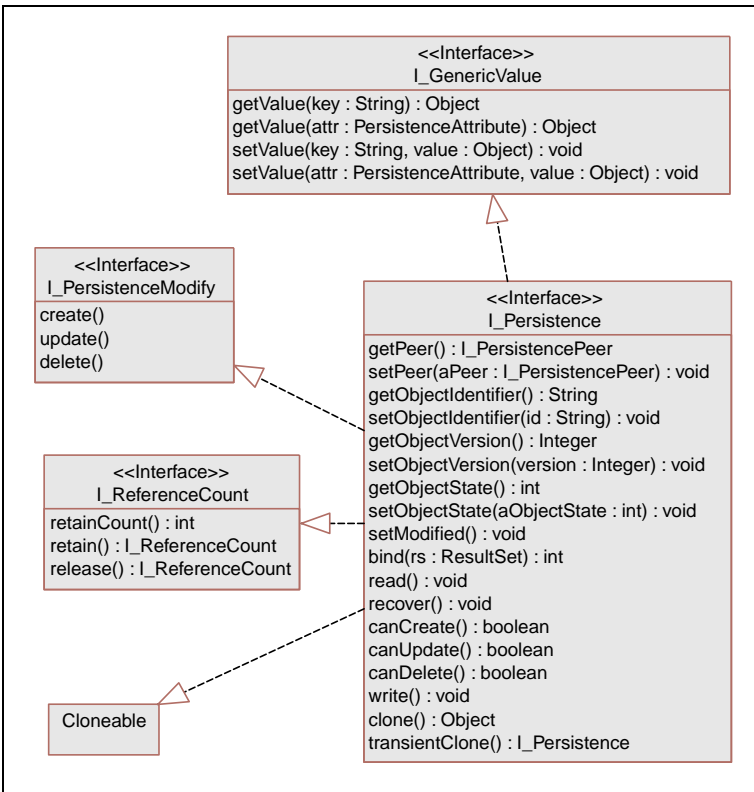 <<Interface>>
I_GenericValue
getValue(key : String) : Object
getValue(attr : PersistenceAttribute) : Object
setValue(key : String, value : Object) : void
setValue(attr : PersistenceAttribute, value : Object) : void
<<Interface>>
I_PersistenceModify
create()
update()
delete()
<<Interface>>
I_Persistence
getPeer() : I_PersistencePeer
setPeer(aPeer : I_PersistencePeer) : void
getObjectIdentifier() : String
setObjectIdentifier(id : String) : void
getObjectVersion() : Integer
setObjectVersion(version : Integer) : void
getObjectState() : int
setObjectState(aObjectState : int) : void
setModified() : void
bind(rs : ResultSet) : int
read() : void
recover() : void
canCreate() : boolean
canUpdate() : boolean
canDelete() : boolean
write() : void
clone() : Object
transientClone() : I_Persistence
<<Interface>>
I_ReferenceCount
retainCount() : int
retain() : I_ReferenceCount
release() : I_ReferenceCount
Cloneable